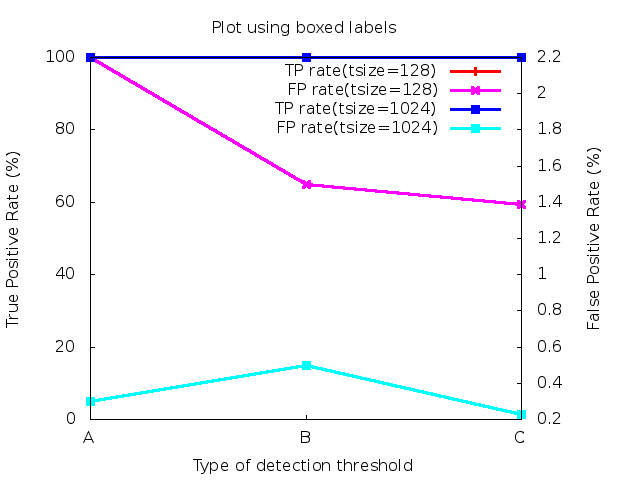 Plot using boxed labels
TP rate(tsize=128)
FP rate(tsize=128)
TP rate(tsize=1024)
FP rate(tsize=1024)
True Positive Rate (%)
100
80
60
40
20
0
2.2
2
1.8
1.6
1.4
1.2
1
0.8
0.6
0.4
0.2
False Positive Rate (%)
A B C
Type of detection threshold